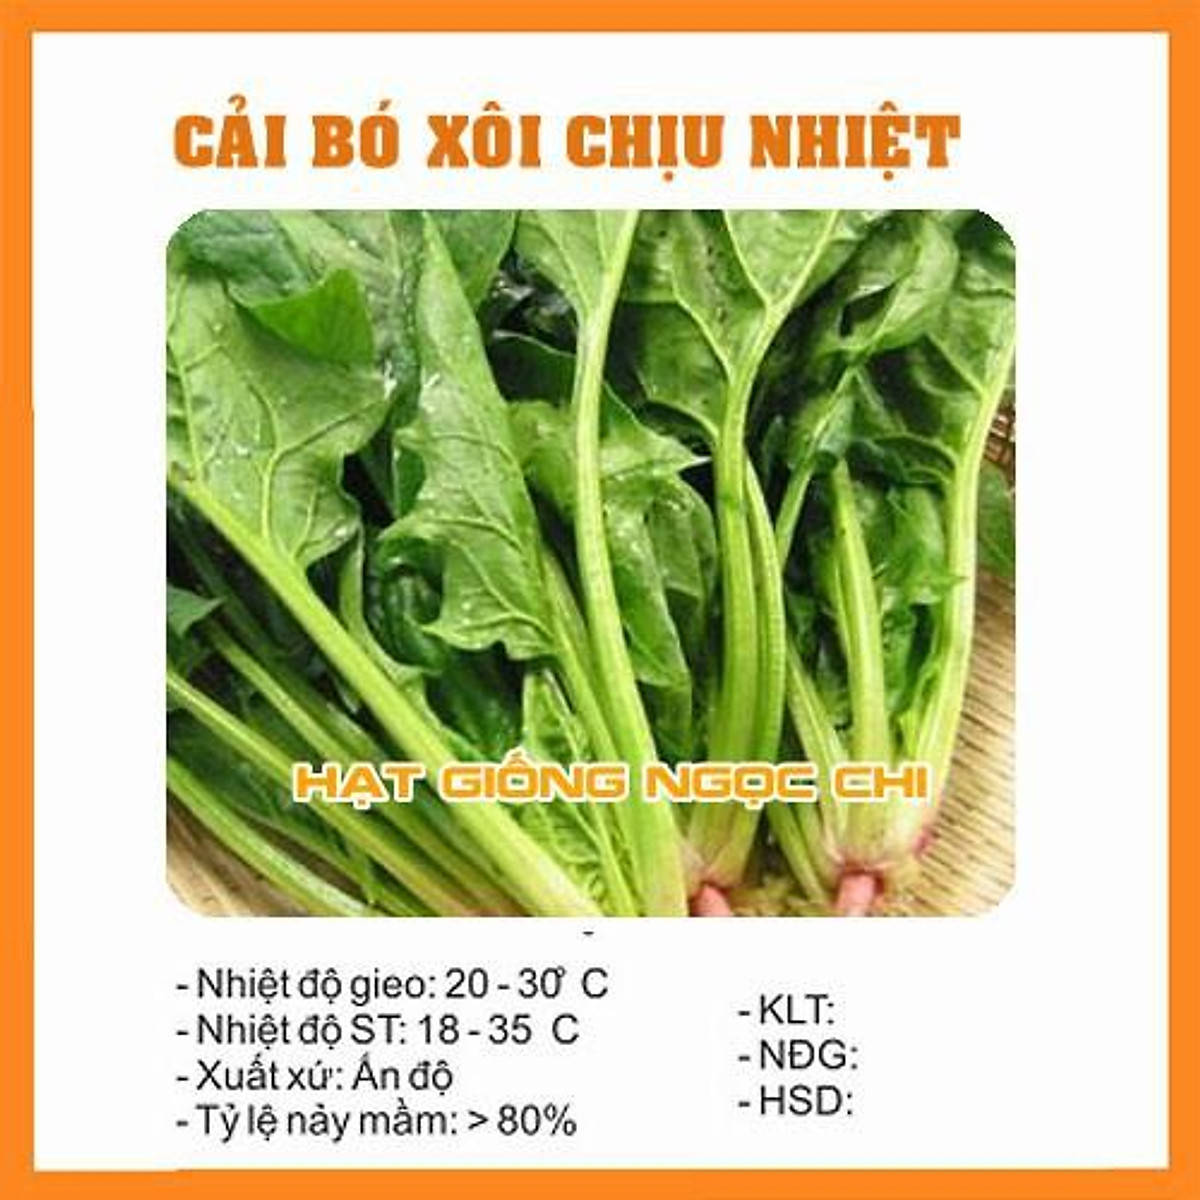 CẢI BÓ XÔI CHỊU NHIỆT
HẠT GIỐNG NGỌC CHI
- Nhiệt độ gieo: 20 - 30° C
- Nhiệt độ ST: 18 - 35 C
- Xuất xứ: Ấn độ
- Tỷ lệ nảy mầm: > 80%
- KLT:
- NĐG:
- HSD: